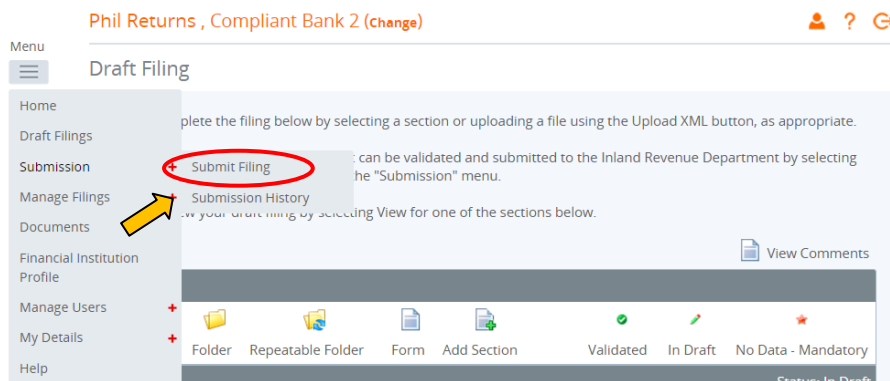 Phil Returns , Compliant Bank 2 (Change)
?
Menu
Draft Filing
Home
plete the filing below by selecting a section or uploading a file using the Upload XML button, as appropriate.
Draft Filings
Submission
+ Submit Filing
can be validated and submitted to the Inland Revenue Department by selecting
he "Submission" menu.
Manage Filings
+ Submission History
w your draft filing by selecting View for one of the sections below.
Documents
Financial Institution
Profile
View Comments
Manage Users +
My Details +
Folder Repeatable Folder Form Add Section Validated In Draft No Data - Mandatory
Help
Status: In Draft